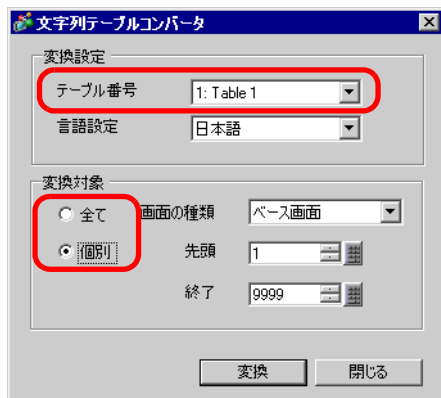 文字列テーブルコンバータ
変換設定
テーブル番号 1: Table 1
言語設定 日本語
変換対象
全て 画面の種類 ベース画面
個別 先頭 1
終了 9999
変換 閉じる